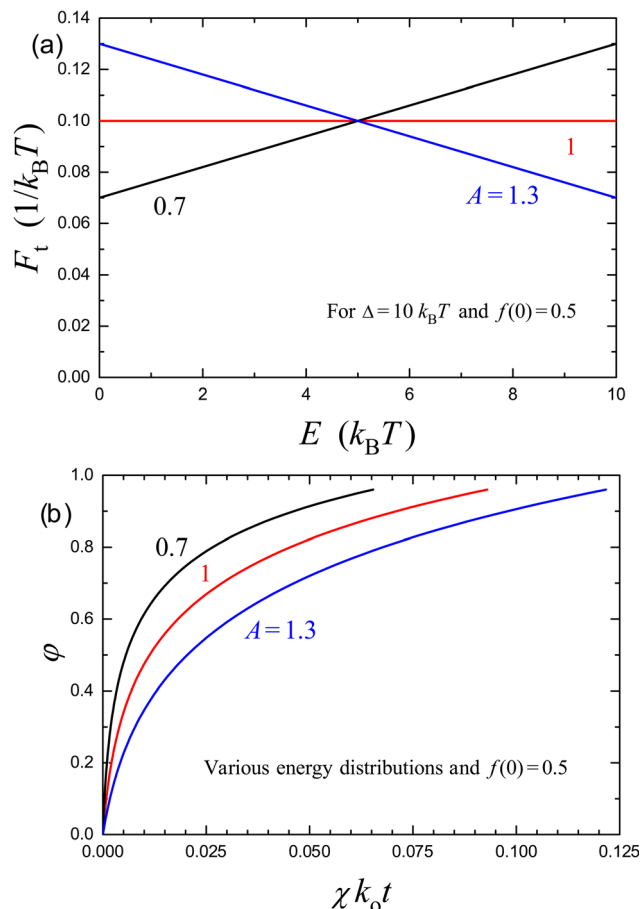 (a)
0.14
0.12
0.10
0.08
0.06
0.04
0.02
0.00
F_t (1/k_BT)
1
0.7
A = 1.3
For Δ = 10 k_BT and f(0) = 0.5
0 2 4 6 8 10
E (k_BT)
(b)
1.0
0.8
0.6
0.4
0.2
0.0
φ
0.7
1
A = 1.3
Various energy distributions and f(0) = 0.5
0.000 0.025 0.050 0.075 0.100 0.125
χk_ot